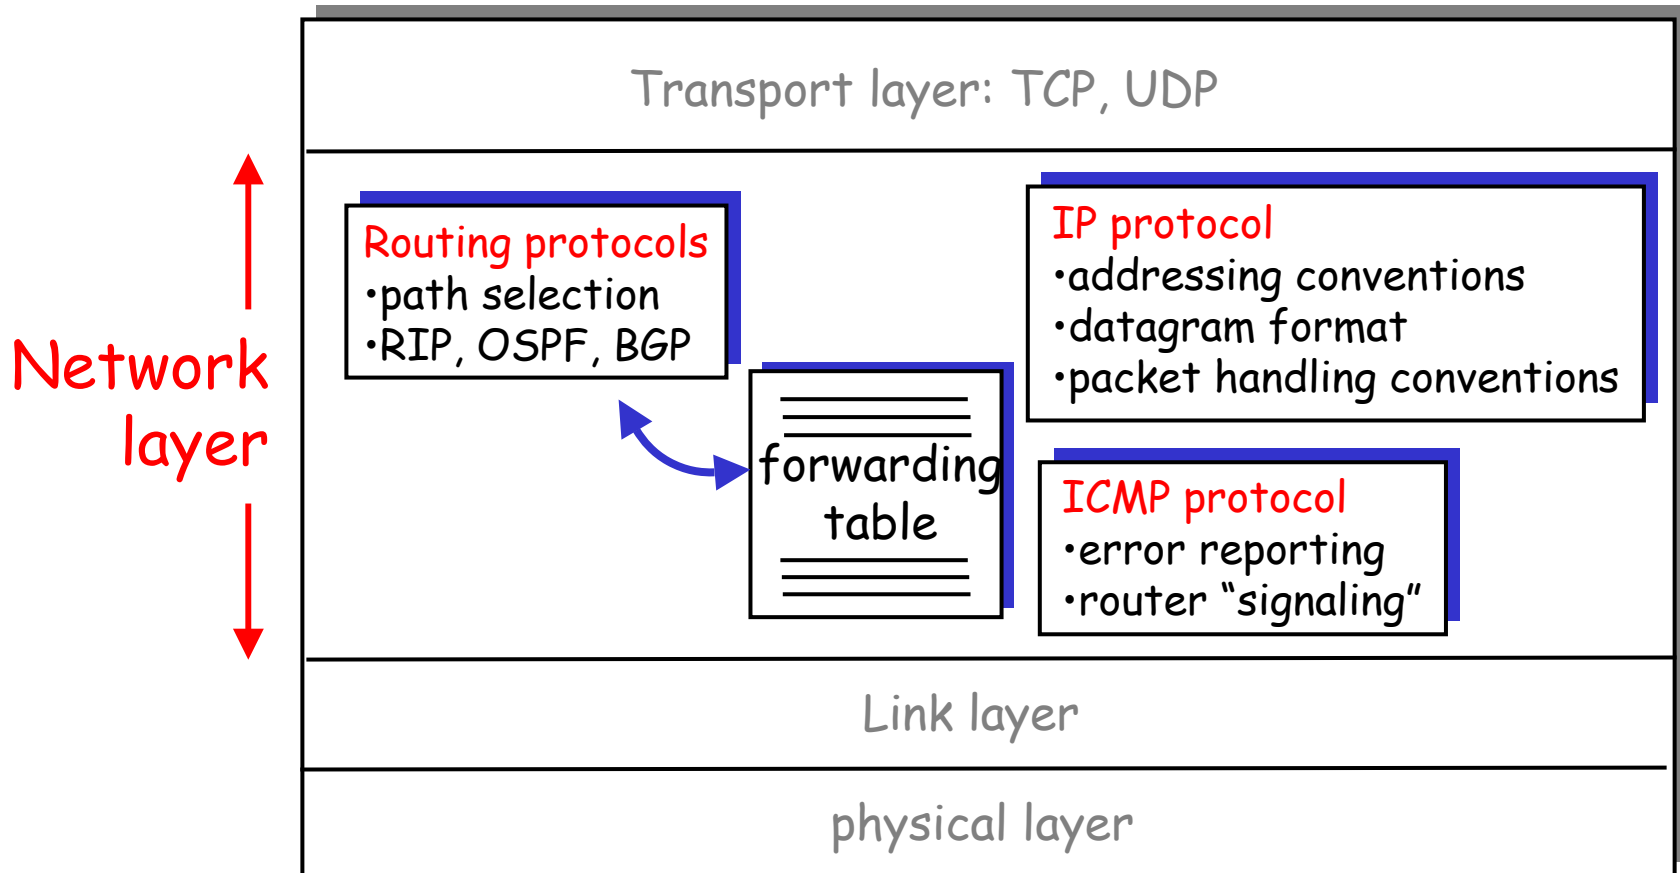 Transport layer: TCP, UDP
Network
layer
Routing protocols
•path selection
•RIP, OSPF, BGP
forwarding
table
IP protocol
•addressing conventions
•datagram format
•packet handling conventions
ICMP protocol
•error reporting
•router “signaling”
Link layer
physical layer